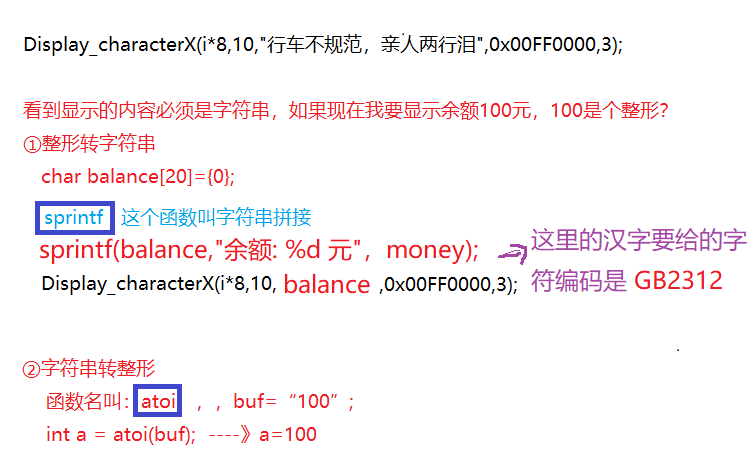 Display_characterX(i*8,10,"行车不规范，亲人两行泪",0x00FF0000,3);
看到显示的内容必须是字符串，如果现在我要显示余额100元，100是个整形？
①整形转字符串
char balance[20]={0};
sprintf 这个函数叫字符串拼接
sprintf(balance,"余额: %d 元"，money);
这里的汉字要给的字
符编码是 GB2312
Display_characterX(i*8,10, balance ,0x00FF0000,3);
②字符串转整形
函数名叫: atoi ，，buf=“100”;
int a = atoi(buf); ----》a=100